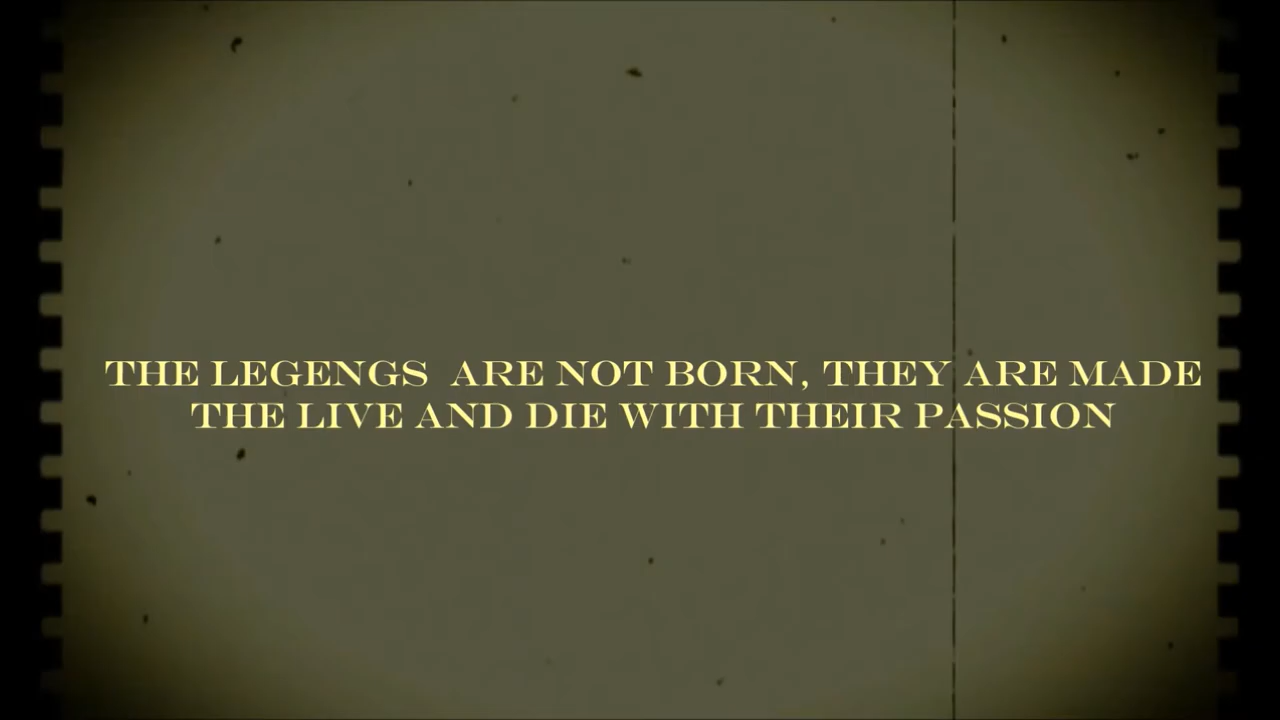 THE LEGENGS  ARE NOT BORN, THEY ARE MADE
THE LIVE AND DIE WITH THEIR PASSION